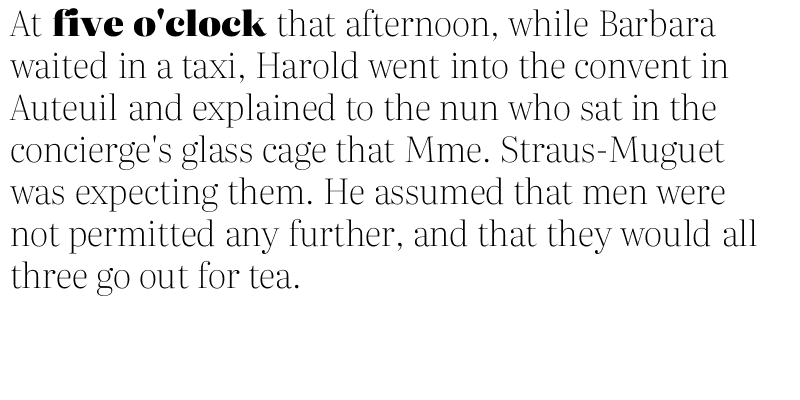 At five o'clock that afternoon, while Barbara
waited in a taxi, Harold went into the convent in
Auteuil and explained to the nun who sat in the
concierge's glass cage that Mme. Straus-Muguet
was expecting them. He assumed that men were
not permitted any further, and that they would all
three go out for tea.